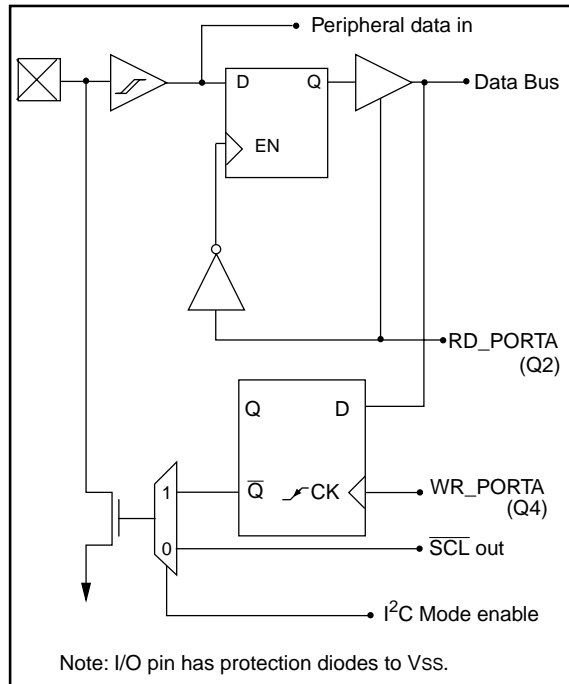 Peripheral data in
D Q
Data Bus
EN
RD_PORTA
(Q2)
Q D
1
Q̅ CK
WR_PORTA
(Q4)
0
S̅C̅L̅ out
I²C Mode enable
Note: I/O pin has protection diodes to VSS.